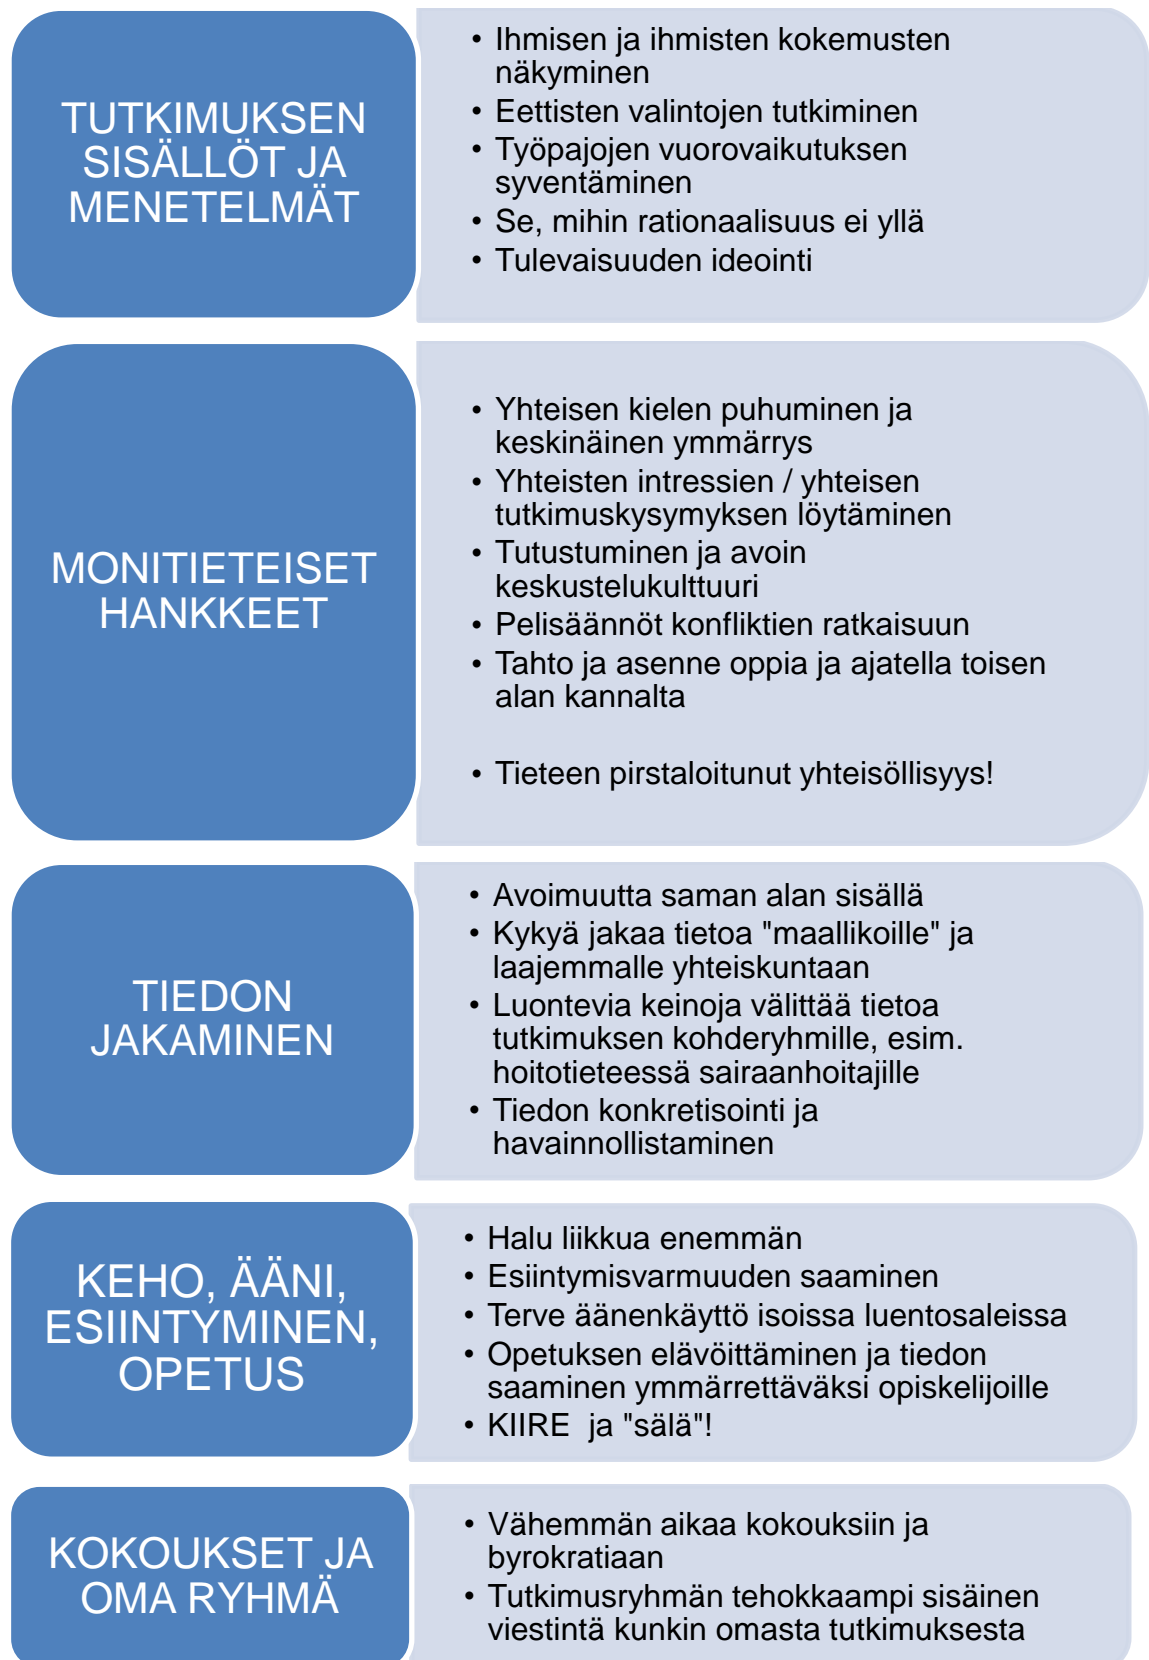 TUTKIMUKSEN
SISÄLLÖT JA
MENETELMÄT
• Ihmisen ja ihmisten kokemusten
näkyminen
• Eettisten valintojen tutkiminen
• Työpajojen vuorovaikutuksen
syventäminen
• Se, mihin rationaalisuus ei yllä
• Tulevaisuuden ideointi
MONITIETEISET
HANKKEET
• Yhteisen kielen puhuminen ja
keskinäinen ymmärrys
• Yhteisten intressien / yhteisen
tutkimuskysymyksen löytäminen
• Tutustuminen ja avoin
keskustelukulttuuri
• Pelisäännöt konfliktien ratkaisuun
• Tahto ja asenne oppia ja ajatella toisen
alan kannalta
• Tieteen pirstaloitunut yhteisöllisyys!
TIEDON
JAKAMINEN
• Avoimuutta saman alan sisällä
• Kykyä jakaa tietoa "maallikoille" ja
laajemmalle yhteiskuntaan
• Luontevia keinoja välittää tietoa
tutkimuksen kohderyhmille, esim.
hoitotieteessä sairaanhoitajille
• Tiedon konkretisointi ja
havainnollistaminen
KEHO, ÄÄNI,
ESIINTYMINEN,
OPETUS
• Halu liikkua enemmän
• Esiintymisvarmuuden saaminen
• Terve äänenkäyttö isoissa luentosaleissa
• Opetuksen elävöittäminen ja tiedon
saaminen ymmärrettäväksi opiskelijoille
• KIIRE  ja "sälä"!
KOKOUKSET JA
OMA RYHMÄ
• Vähemmän aikaa kokouksiin ja
byrokratiaan
• Tutkimusryhmän tehokkaampi sisäinen
viestintä kunkin omasta tutkimuksesta